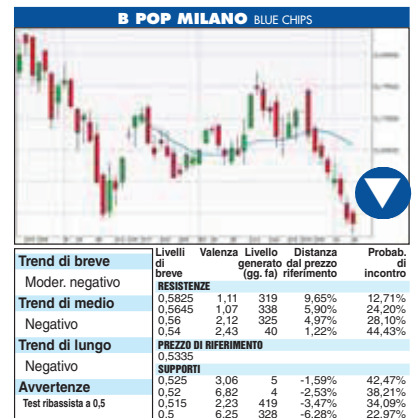 B POP MILANO BLUE CHIPS
Trend di breve
Moder. negativo
Trend di medio
Negativo
Trend di lungo
Negativo
Avvertenze
Test ribassista a 0,5
Livelli di breve Valenza Livello generato (gg. fa) Distanza dal prezzo riferimento Probab. di incontro
RESISTENZE
0,5825 1,11 319 9,65% 12,71%
0,5645 1,07 338 5,90% 24,20%
0,56 2,12 325 4,97% 28,10%
0,54 2,43 40 1,22% 44,43%
PREZZO DI RIFERIMENTO
0,5335
SUPPORTI
0,525 3,06 5 -1,59% 42,47%
0,52 6,82 4 -2,53% 38,21%
0,515 2,23 419 -3,47% 34,09%
0,5 6,25 328 -6,28% 22,97%